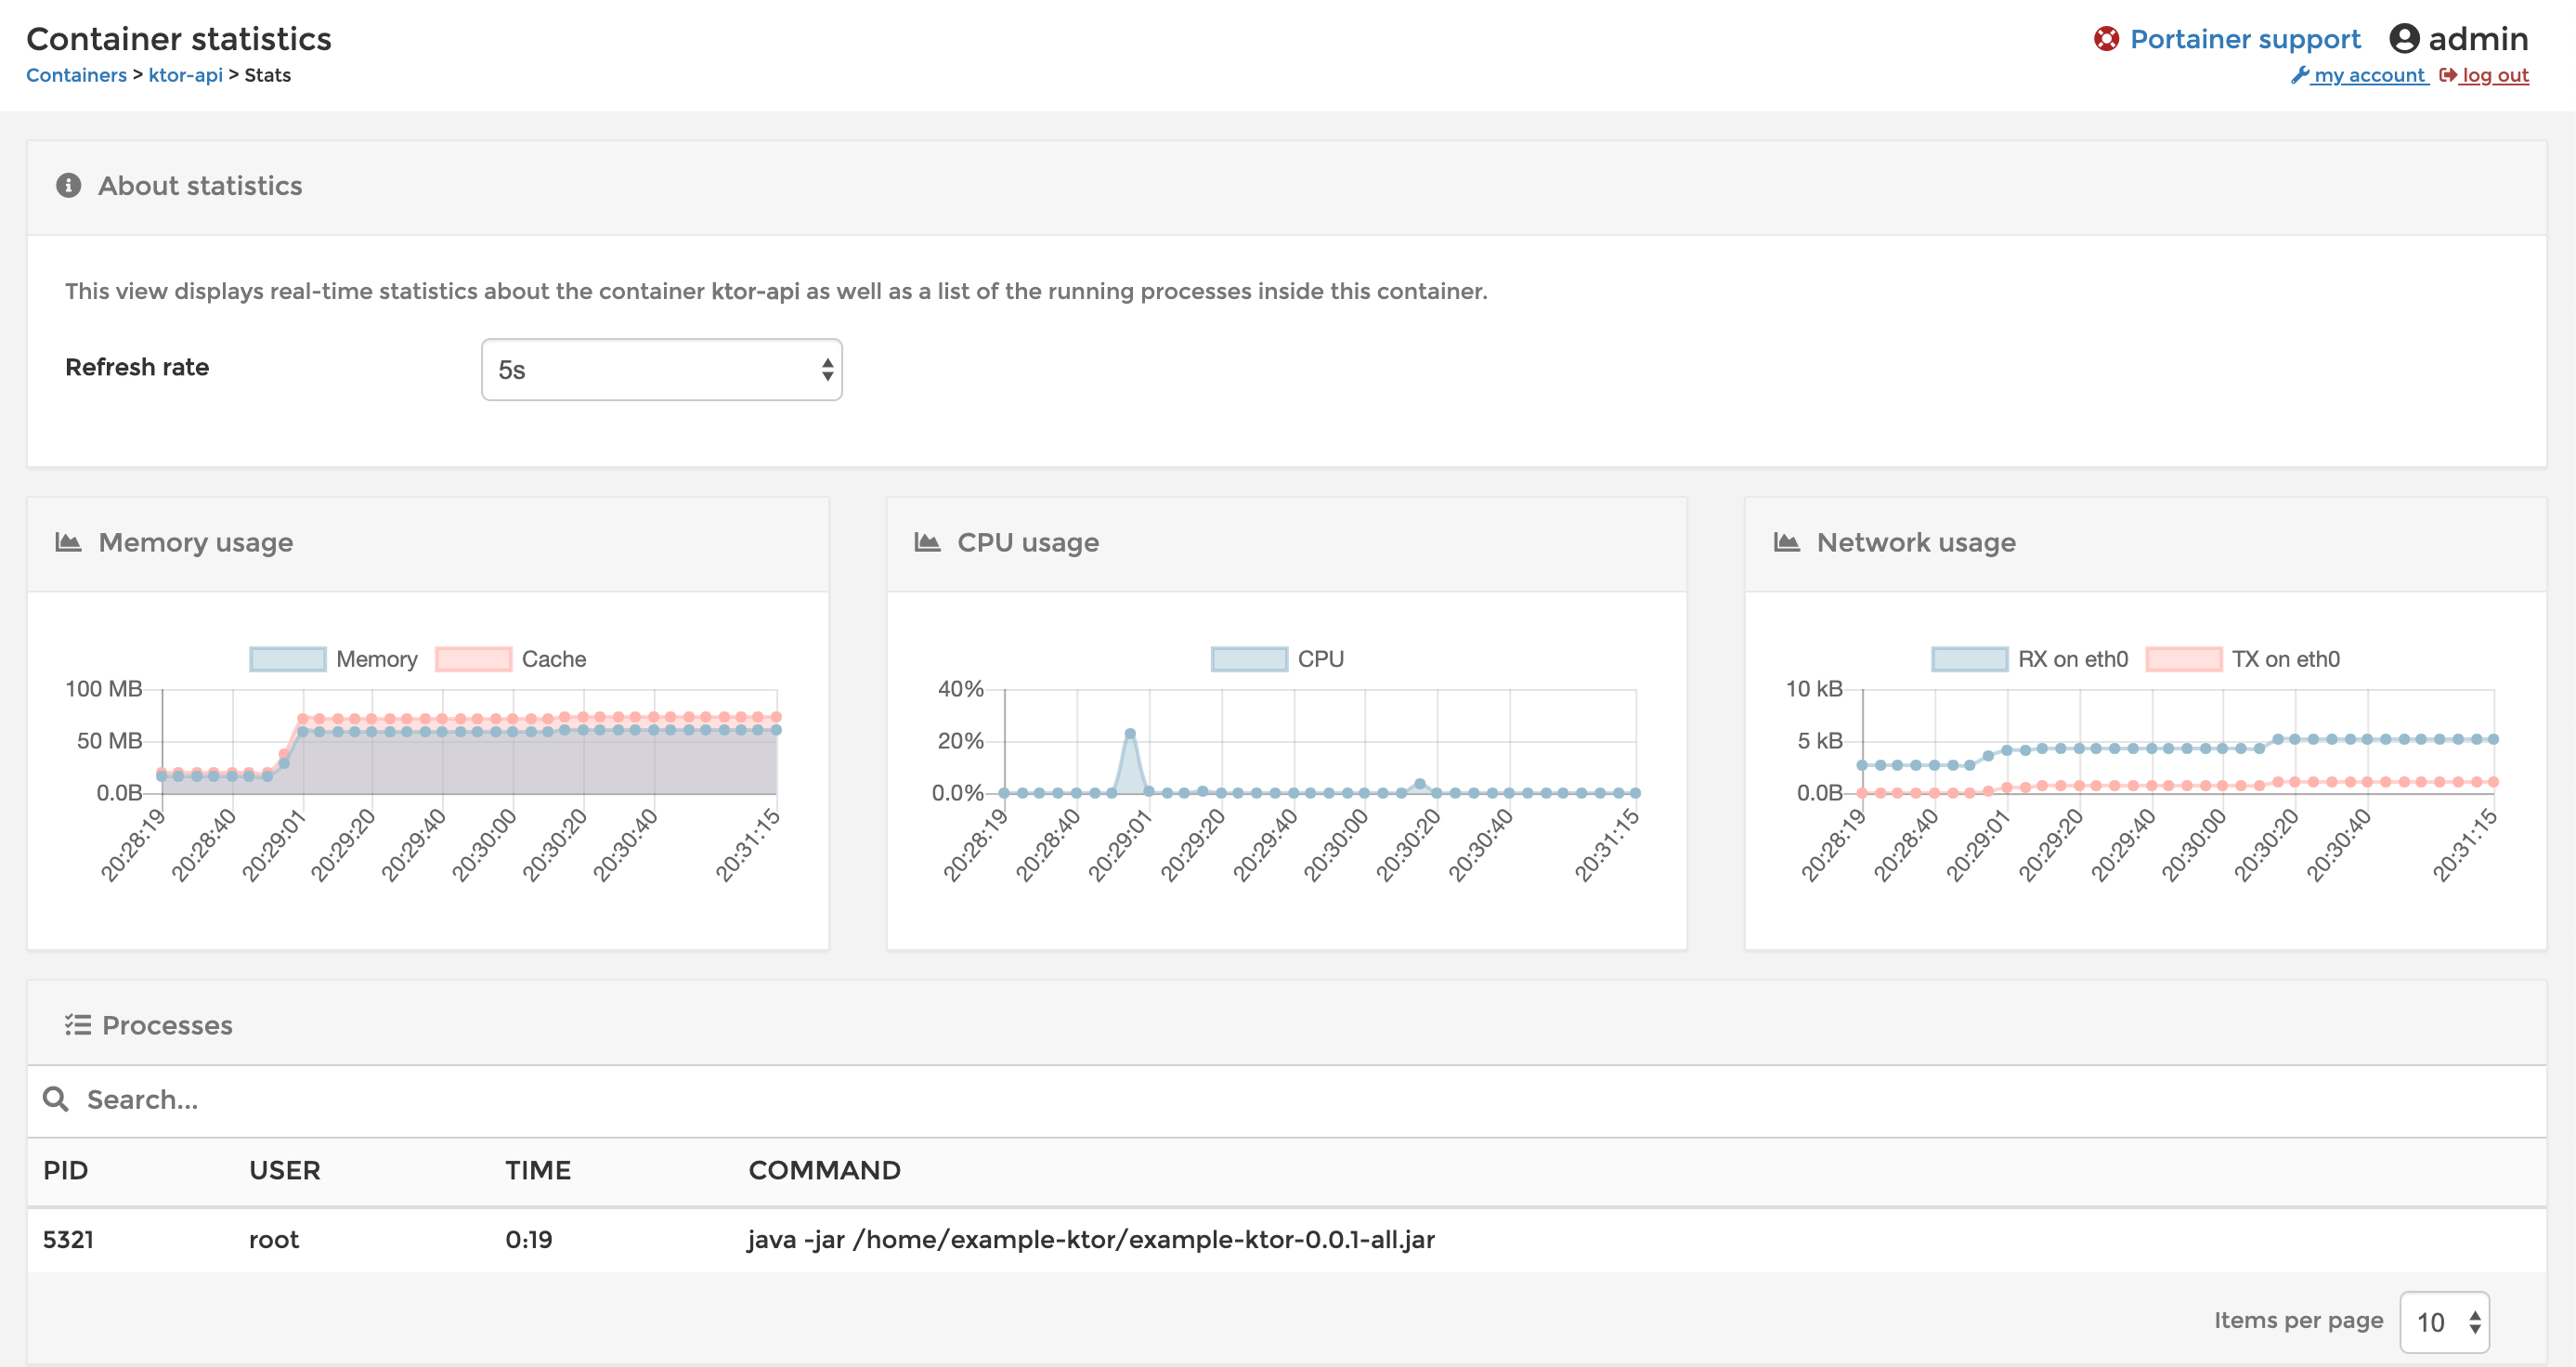 Container statistics
Portainer support admin
Containers > ktor-api > Stats
my account log out
About statistics
This view displays real-time statistics about the container ktor-api as well as a list of the running processes inside this container.
Refresh rate 5s
Memory usage
Memory Cache
100 MB
50 MB
0.0B
20:28:19 20:28:40 20:29:01 20:29:20 20:29:40 20:30:00 20:30:20 20:30:40 20:31:15
CPU usage
CPU
40%
20%
0.0%
20:28:19 20:28:40 20:29:01 20:29:20 20:29:40 20:30:00 20:30:20 20:30:40 20:31:15
Network usage
RX on eth0 TX on eth0
10 kB
5 kB
0.0B
20:28:19 20:28:40 20:29:01 20:29:20 20:29:40 20:30:00 20:30:20 20:30:40 20:31:15
Processes
Search...
PID USER TIME COMMAND
5321 root 0:19 java -jar /home/example-ktor/example-ktor-0.0.1-all.jar
Items per page 10